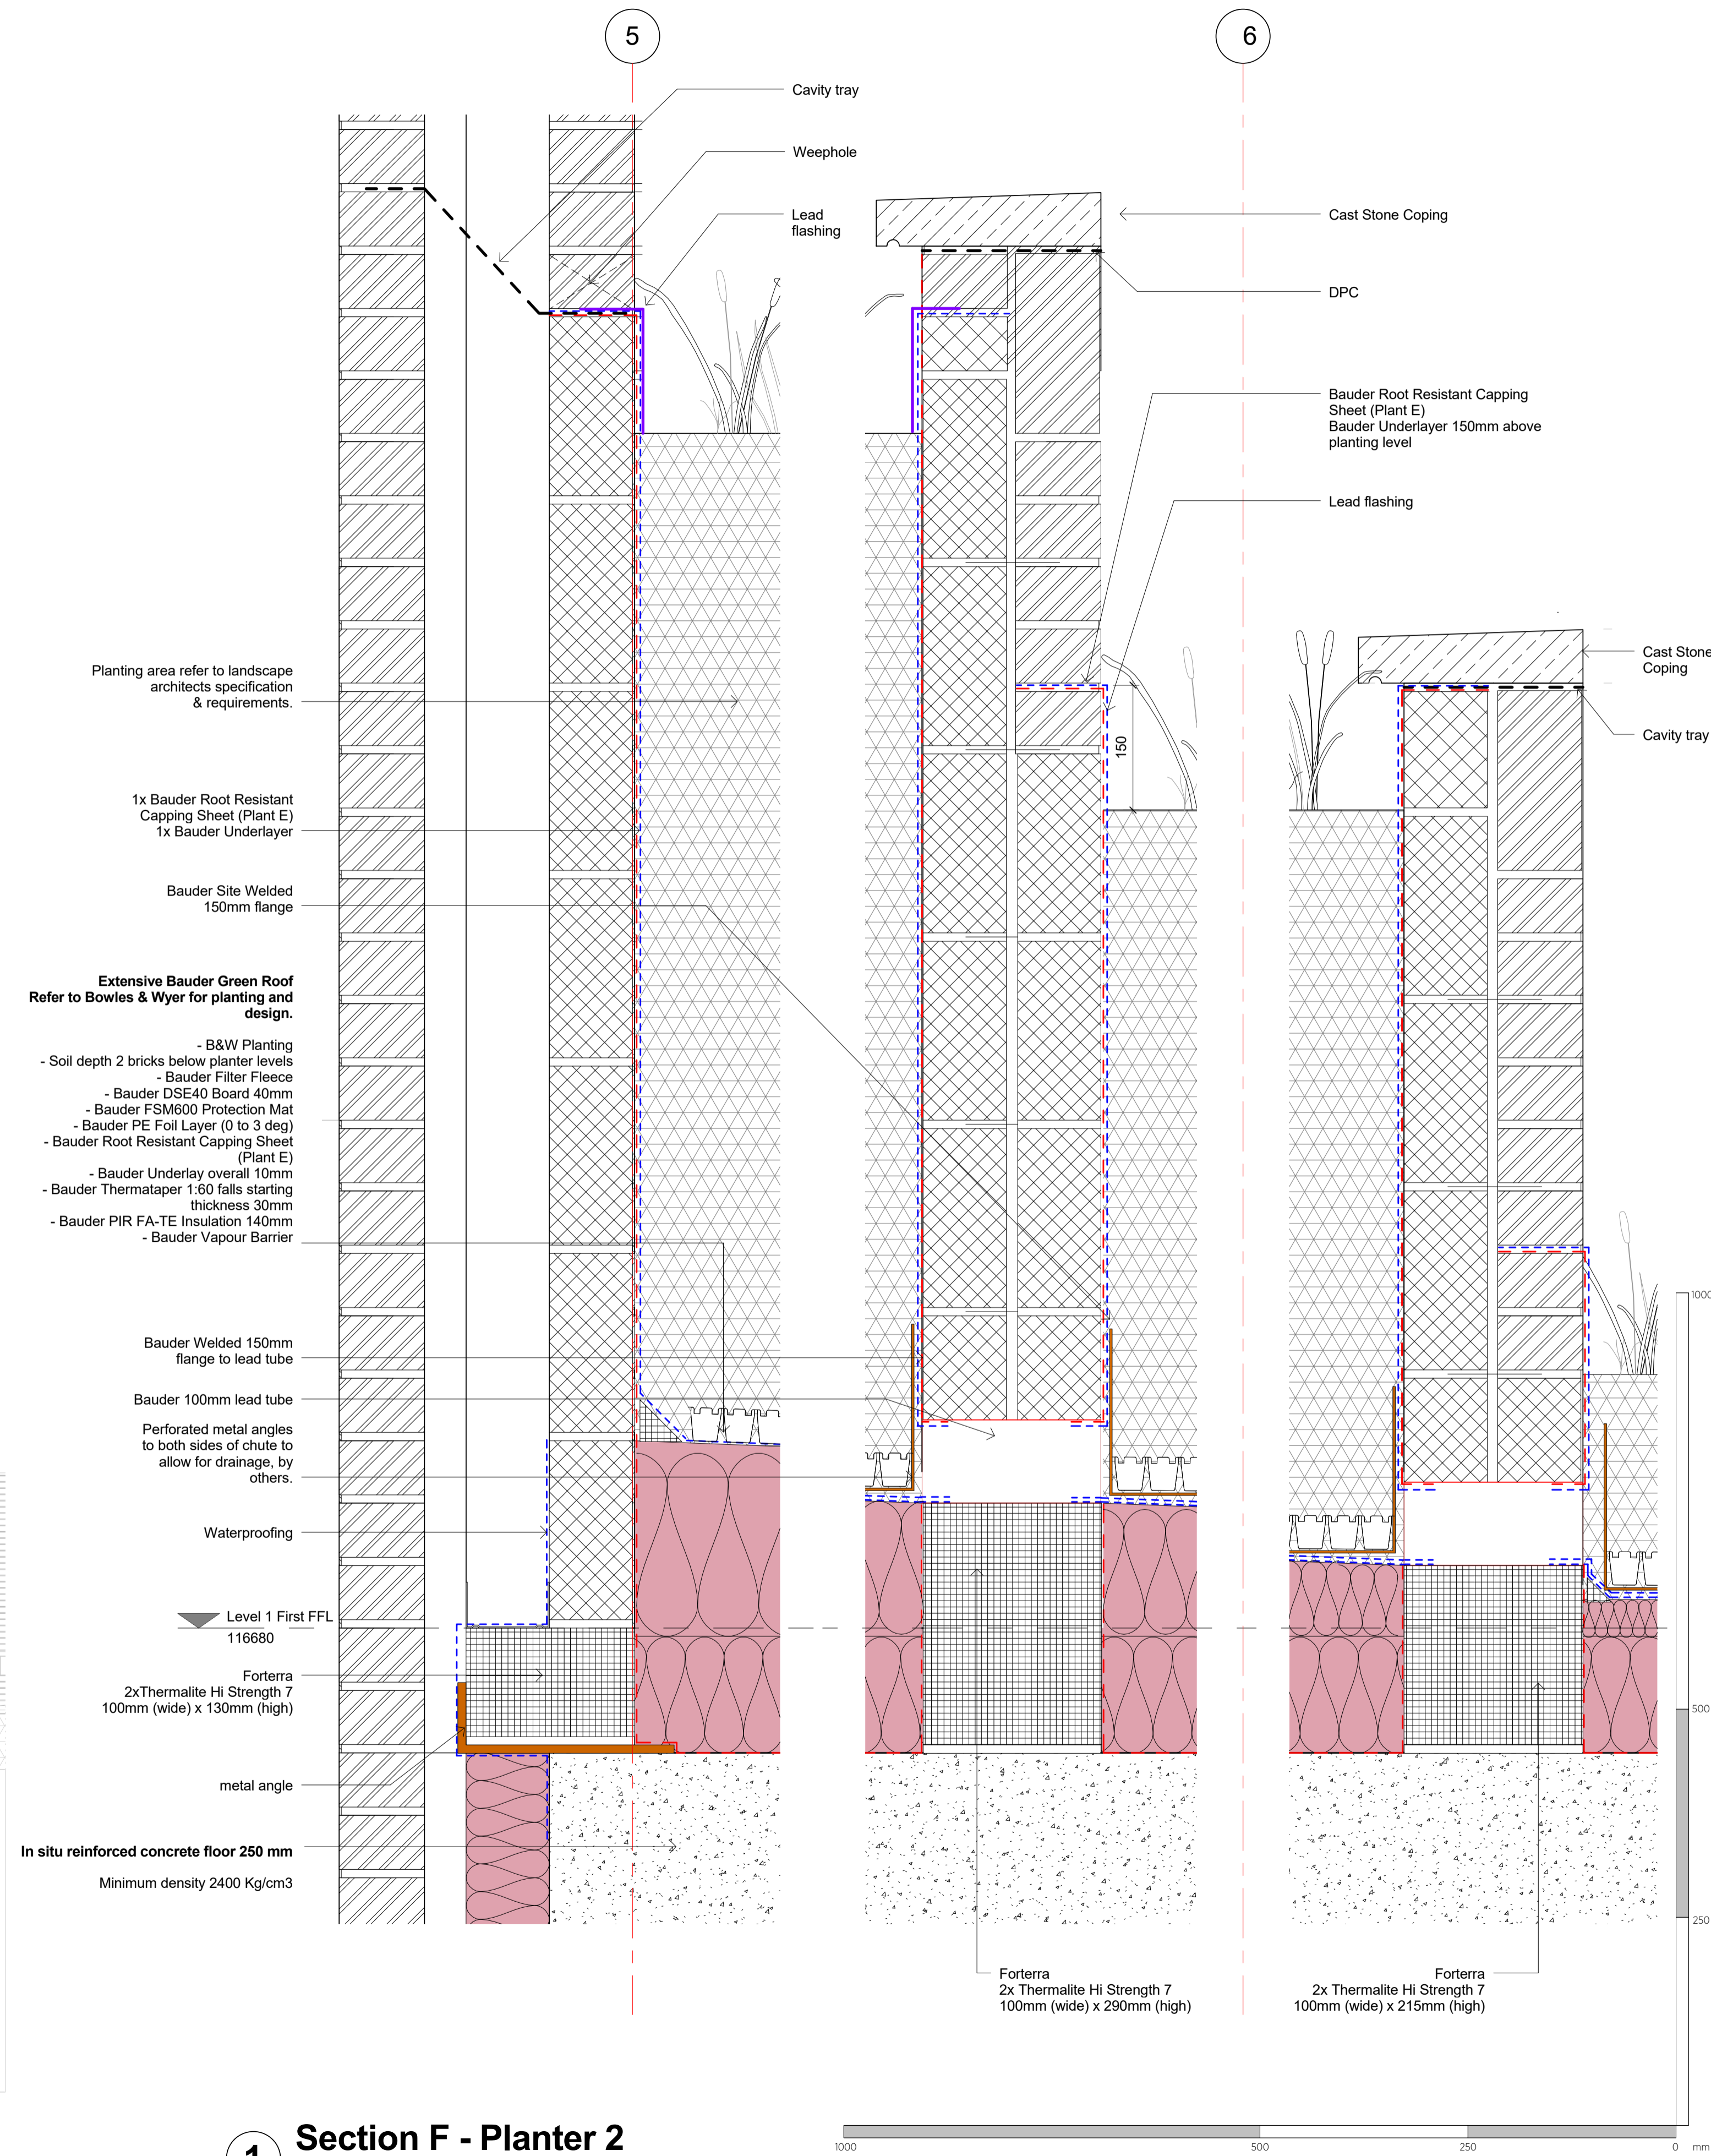 5
6
Cavity tray
Weephole
Lead
flashing
Cast Stone Coping
DPC
Bauder Root Resistant Capping
Sheet (Plant E)
Bauder Underlayer 150mm above
planting level
Lead flashing
150
Cast Stone
Coping
Cavity tray
Planting area refer to landscape
architects specification
& requirements.
1x Bauder Root Resistant
Capping Sheet (Plant E)
1x Bauder Underlayer
Bauder Site Welded
150mm flange
Extensive Bauder Green Roof
Refer to Bowles & Wyer for planting and
design.
- B&W Planting
- Soil depth 2 bricks below planter levels
- Bauder Filter Fleece
- Bauder DSE40 Board 40mm
- Bauder FSM600 Protection Mat
- Bauder PE Foil Layer (0 to 3 deg)
- Bauder Root Resistant Capping Sheet
(Plant E)
- Bauder Underlay overall 10mm
- Bauder Thermataper 1:60 falls starting
thickness 30mm
- Bauder PIR FA-TE Insulation 140mm
- Bauder Vapour Barrier
Bauder Welded 150mm
flange to lead tube
Bauder 100mm lead tube
Perforated metal angles
to both sides of chute to
allow for drainage, by
others.
Waterproofing
Level 1 First FFL
116680
Forterra
2xThermalite Hi Strength 7
100mm (wide) x 130mm (high)
metal angle
In situ reinforced concrete floor 250 mm
Minimum density 2400 Kg/cm3
Forterra
2x Thermalite Hi Strength 7
100mm (wide) x 290mm (high)
Forterra
2x Thermalite Hi Strength 7
100mm (wide) x 215mm (high)
1000
500
250
1 Section F - Planter 2
1000 500 250 0 mm